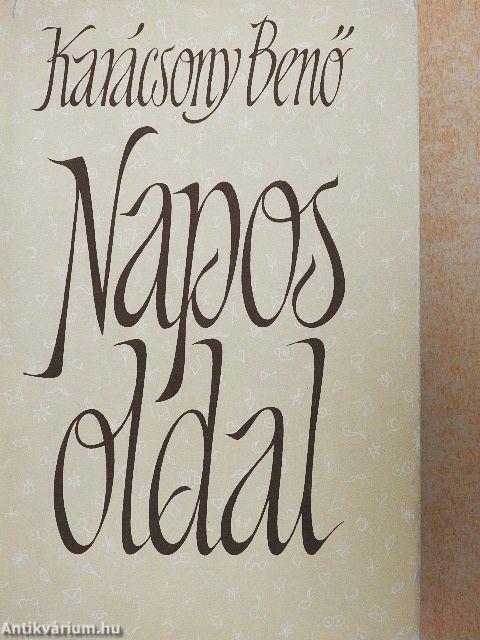 Karácsony Benő
Napos
oldal
Antikvárium.hu